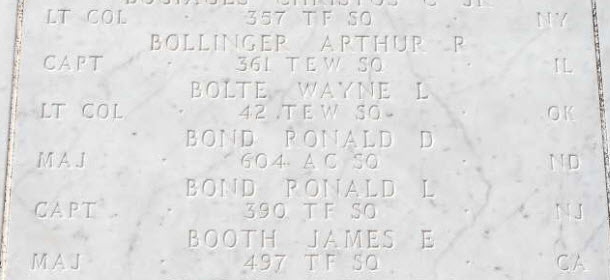 LT COL · 357 TF SQ · NY
BOLLINGER ARTHUR R
CAPT · 361 TEW SQ · IL
BOLTE WAYNE L
LT COL · 42 TEW SQ · OK
BOND RONALD D
MAJ · 604 AC SQ · ND
BOND RONALD L
CAPT · 390 TF SQ · NJ
BOOTH JAMES E
MAJ · 497 TF SQ · CA